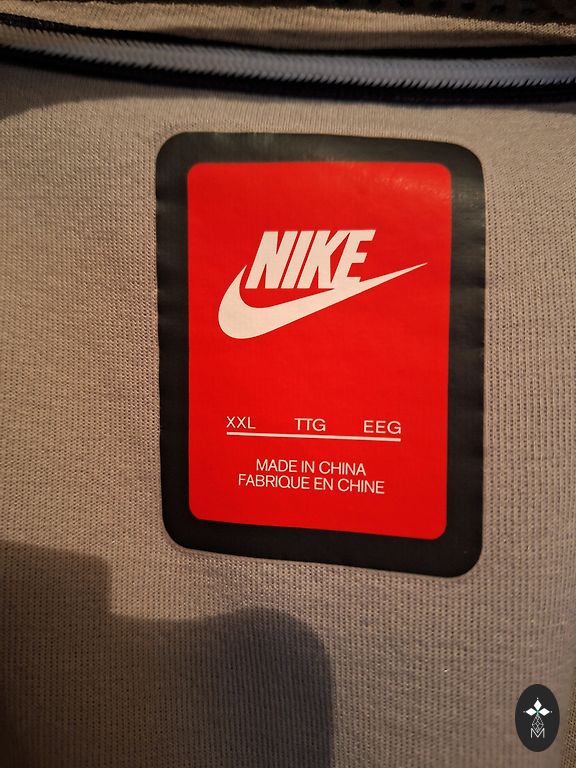 NIKE
XXL TTG EEG
MADE IN CHINA
FABRIQUE EN CHINE
M